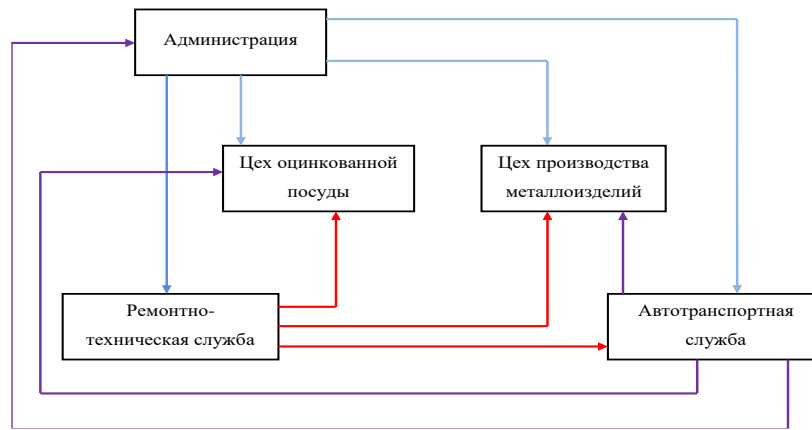 Администрация
Цех оцинкованной
посуды
Цех производства
металлоизделий
Ремонтно-
техническая служба
Автотранспортная
служба